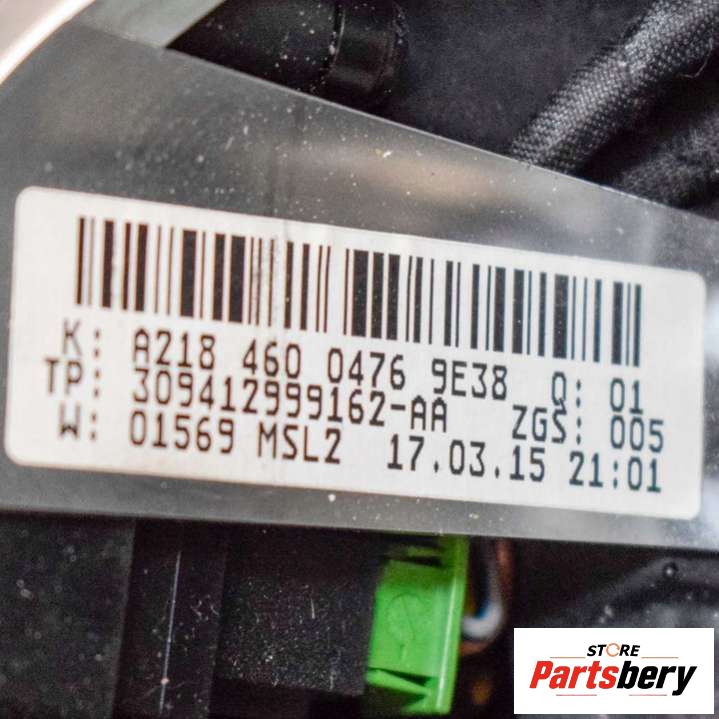 K: A218 460 0476 9E38 Q: 01
TP: 309412999162-AA ZGS: 005
W: 01569 MSL2 17.03.15 21:01
STORE
Partsbery